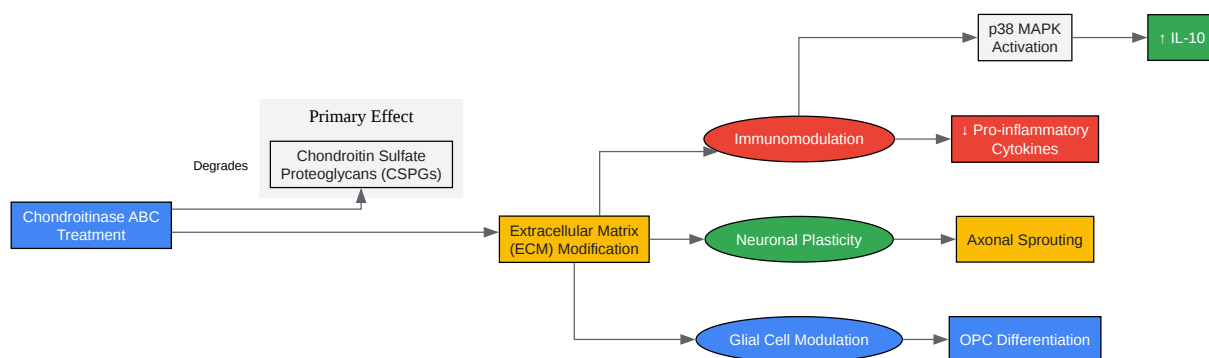 p38 MAPK
Activation
↑ IL-10
Primary Effect
Immunomodulation
↓ Pro-inflammatory
Cytokines
Degrades
Chondroitin Sulfate
Proteoglycans (CSPGs)
Chondroitinase ABC
Treatment
Extracellular Matrix
(ECM) Modification
Neuronal Plasticity
Axonal Sprouting
Glial Cell Modulation
OPC Differentiation